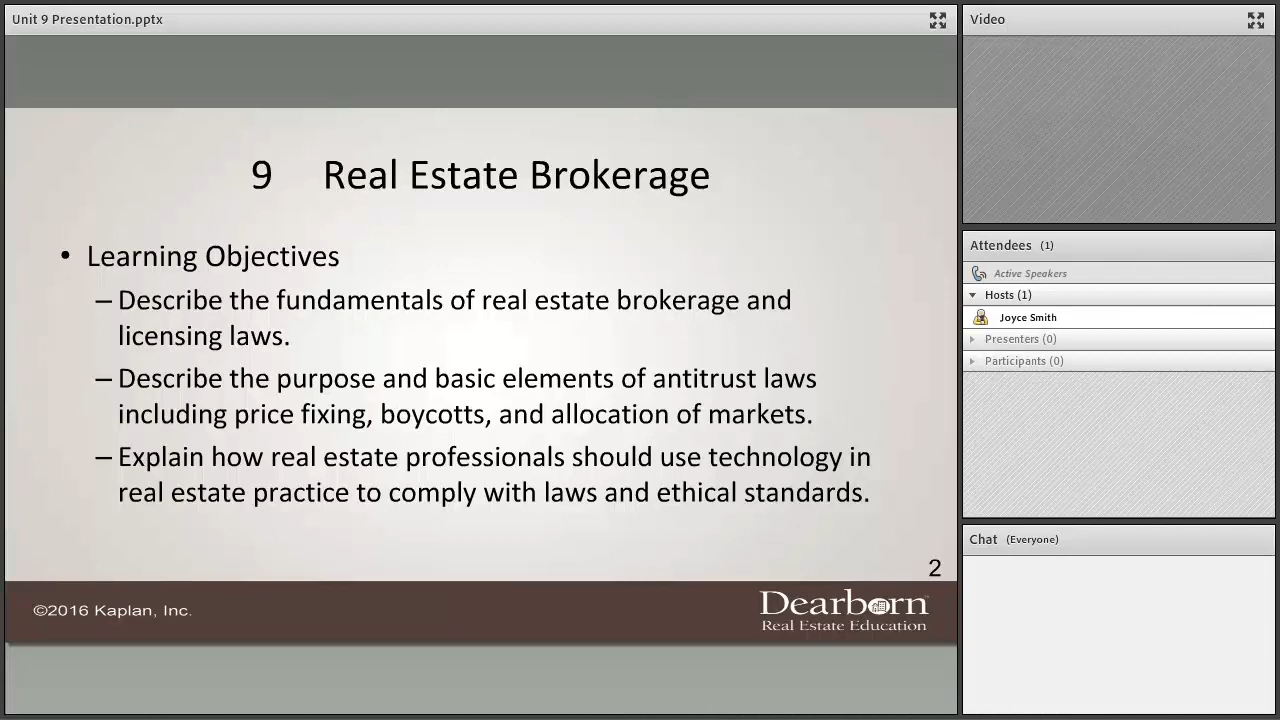 Unit 9 Presentation.pptx
9 Real Estate Brokerage
• Learning Objectives
– Describe the fundamentals of real estate brokerage and
licensing laws.
– Describe the purpose and basic elements of antitrust laws
including price fixing, boycotts, and allocation of markets.
– Explain how real estate professionals should use technology in
real estate practice to comply with laws and ethical standards.
2
©2016 Kaplan, Inc.
Dearborn
Real Estate Education
Video
Attendees (1)
Active Speakers
Hosts (1)
Joyce Smith
Presenters (0)
Participants (0)
Chat (Everyone)